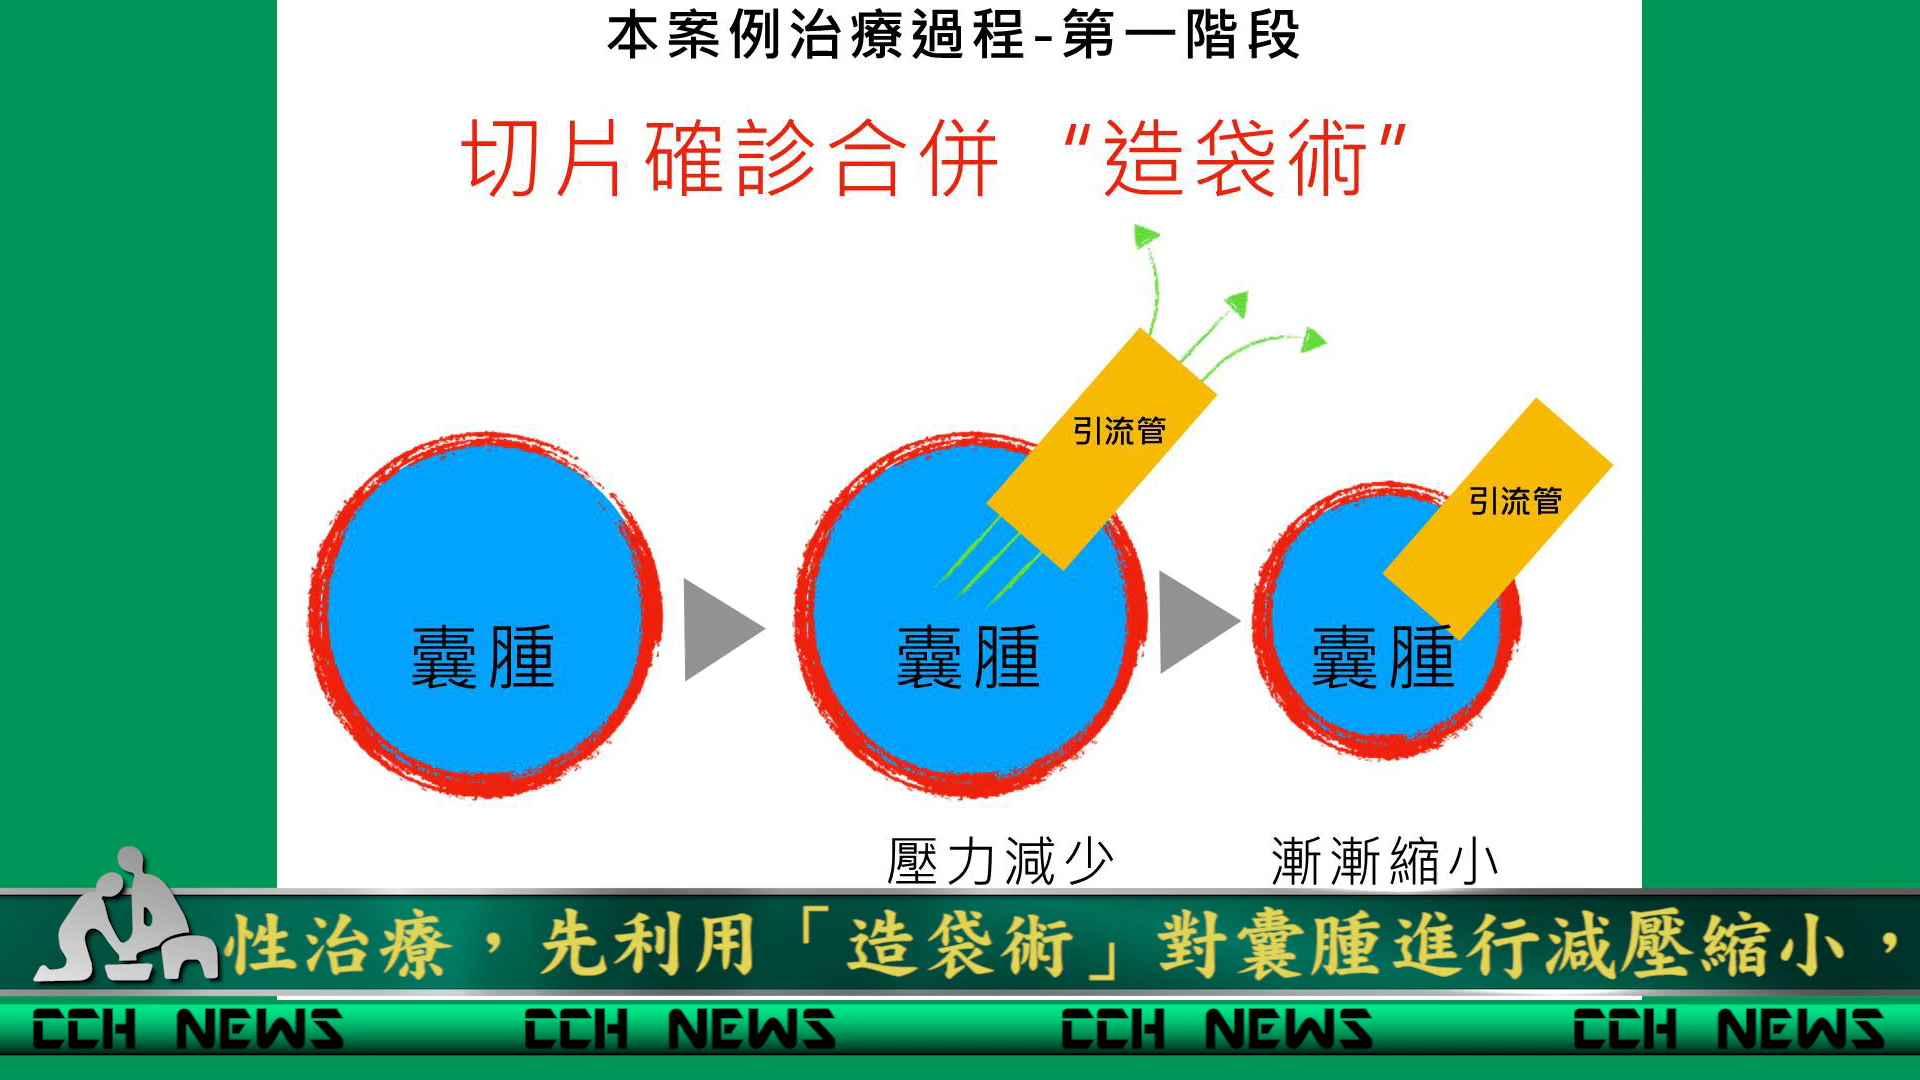 本案例治療過程-第一階段
切片確診合併 “造袋術”
引流管
引流管
囊腫
囊腫
囊腫
壓力減少
漸漸縮小
性治療，先利用「造袋術」對囊腫進行減壓縮小，
CCH NEWS CCH NEWS CCH NEWS CCH NEWS